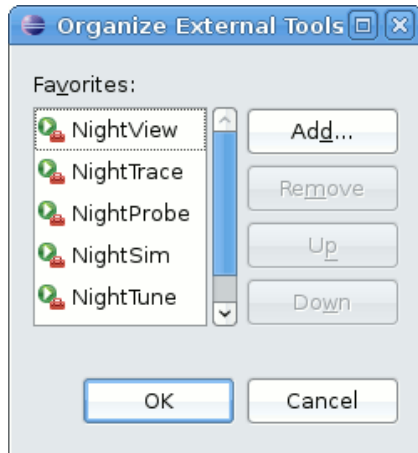 Organize External Tools
Favorites:
NightView
NightTrace
NightProbe
NightSim
NightTune
Add...
Remove
Up
Down
OK
Cancel